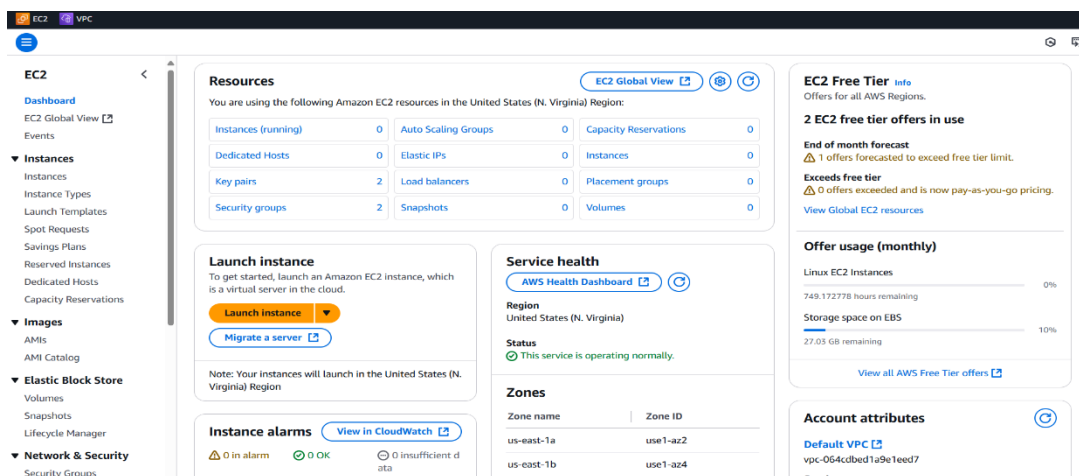 EC2 VPC
EC2
Dashboard
EC2 Global View
Events
Instances
Instances
Instance Types
Launch Templates
Spot Requests
Savings Plans
Reserved Instances
Dedicated Hosts
Capacity Reservations
Images
AMIs
AMI Catalog
Elastic Block Store
Volumes
Snapshots
Lifecycle Manager
Network & Security
Security Groups
Resources
EC2 Global View
You are using the following Amazon EC2 resources in the United States (N. Virginia) Region:
Instances (running) 0 Auto Scaling Groups 0 Capacity Reservations 0
Dedicated Hosts 0 Elastic IPs 0 Instances 0
Key pairs 2 Load balancers 0 Placement groups 0
Security groups 2 Snapshots 0 Volumes 0
Launch instance
To get started, launch an Amazon EC2 instance, which
is a virtual server in the cloud.
Launch instance
Migrate a server
Note: Your instances will launch in the United States (N.
Virginia) Region
Instance alarms View in CloudWatch
0 in alarm 0 OK 0 insufficient d
ata
Service health
AWS Health Dashboard
Region
United States (N. Virginia)
Status
This service is operating normally.
Zones
Zone name Zone ID
us-east-1a use1-az2
us-east-1b use1-az4
EC2 Free Tier Info
Offers for all AWS Regions.
2 EC2 free tier offers in use
End of month forecast
1 offers forecasted to exceed free tier limit.
Exceeds free tier
0 offers exceeded and is now pay-as-you-go pricing.
View Global EC2 resources
Offer usage (monthly)
Linux EC2 Instances
0%
749.172778 hours remaining
Storage space on EBS
10%
27.03 GB remaining
View all AWS Free Tier offers
Account attributes
Default VPC
vpc-064cdbed1a9e1eed7